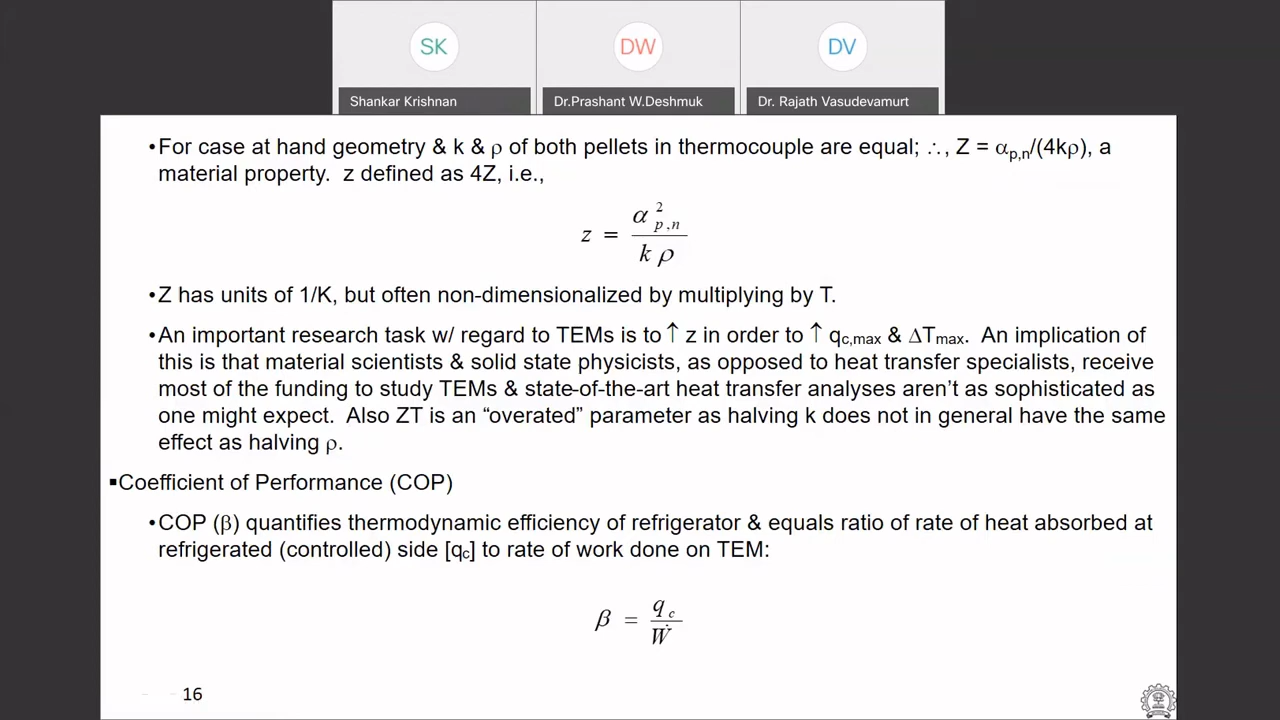 SK
DW
DV
Shankar Krishnan
Dr.Prashant W.Deshmuk
Dr. Rajath Vasudevamurt
•For case at hand geometry & k & ρ of both pellets in thermocouple are equal; ∴, Z = αp,n/(4kρ), a
material property.  z defined as 4Z, i.e.,
z = α²p,n / kρ
•Z has units of 1/K, but often non-dimensionalized by multiplying by T.
•An important research task w/ regard to TEMs is to ↑ z in order to ↑ qc,max & ΔTmax.  An implication of
this is that material scientists & solid state physicists, as opposed to heat transfer specialists, receive
most of the funding to study TEMs & state-of-the-art heat transfer analyses aren't as sophisticated as
one might expect.  Also ZT is an “overated” parameter as halving k does not in general have the same
effect as halving ρ.
▪Coefficient of Performance (COP)
•COP (β) quantifies thermodynamic efficiency of refrigerator & equals ratio of rate of heat absorbed at
refrigerated (controlled) side [qc] to rate of work done on TEM:
β = qc / Ẇ
16